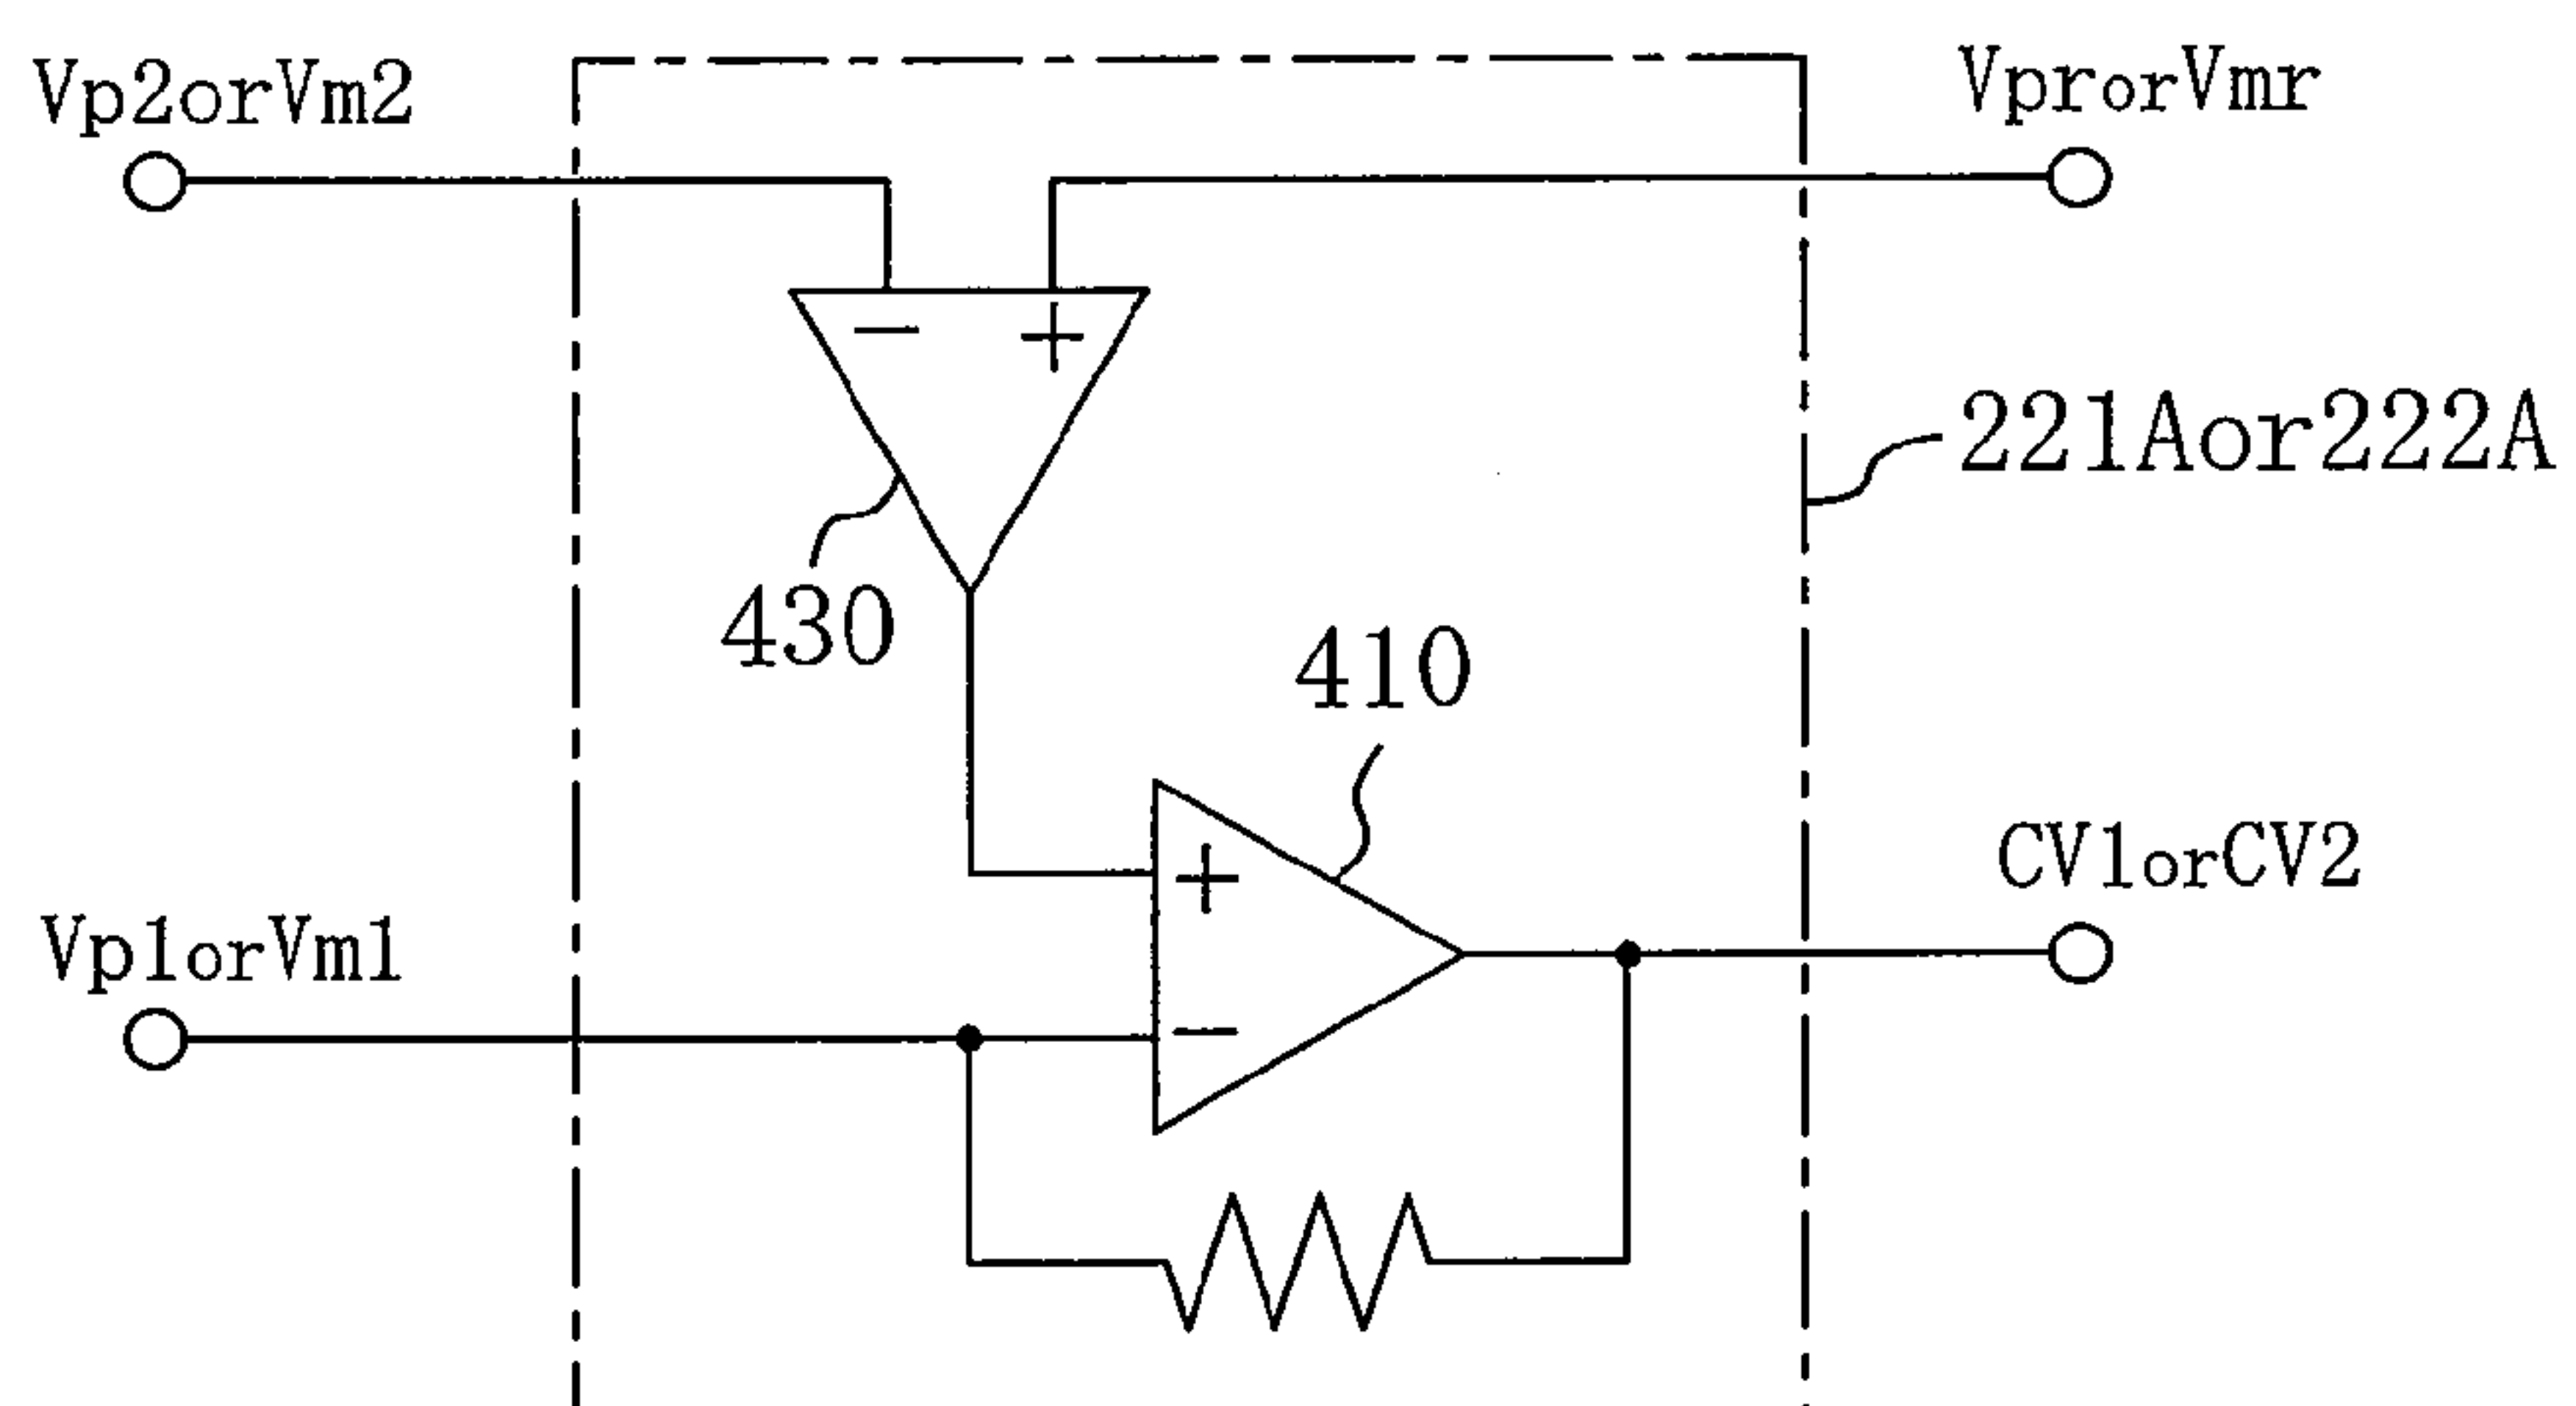 Vp2orVm2
VprorVmr
－ +
221Aor222A
430
410
+
CV1orCV2
Vp1orVm1
－